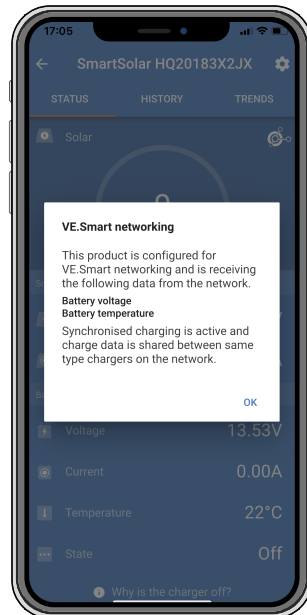 17:05
SmartSolar HQ20183X2JX
STATUS HISTORY TRENDS
Solar
VE.Smart networking
This product is configured for
VE.Smart networking and is receiving
the following data from the network.
Battery voltage
Battery temperature
Synchronised charging is active and
charge data is shared between same
type chargers on the network.
OK
Voltage 13.53V
Current 0.00A
Temperature 22°C
State Off
Why is the charger off?